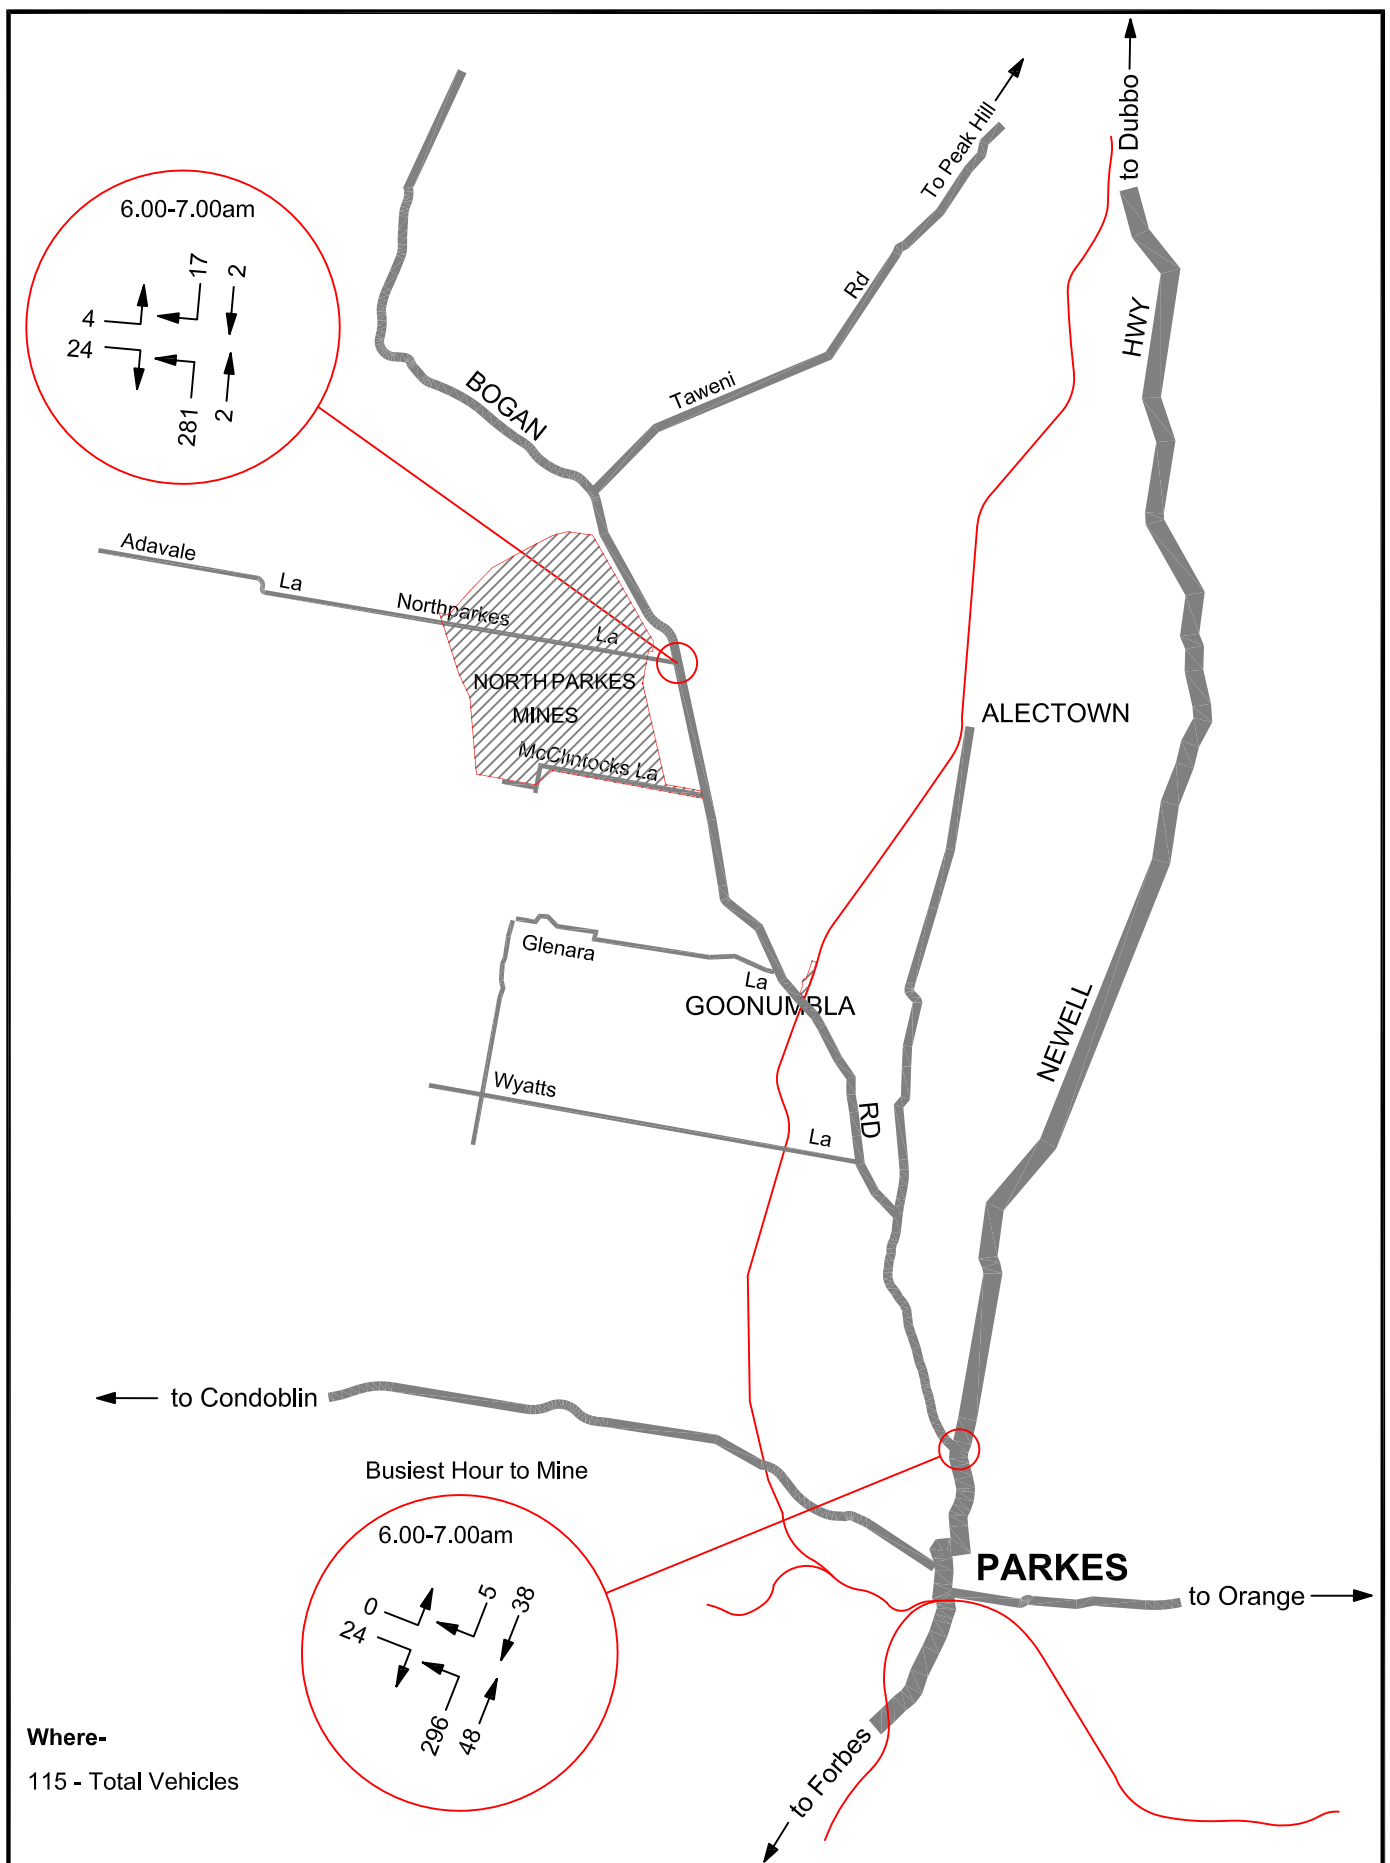 to Dubbo
To Peak Hill
6.00-7.00am
17
2
4
24
281
2
HWY
Rd
Taweni
BOGAN
Adavale
La
Northparkes
La
NORTH PARKES
MINES
McClintocks La
ALECTOWN
Glenara
La
GOONUMBLA
NEWELL
Wyatts
RD
La
to Condoblin
Busiest Hour to Mine
6.00-7.00am
0
5
38
24
296
48
PARKES
to Orange
to Forbes
Where-
115 - Total Vehicles